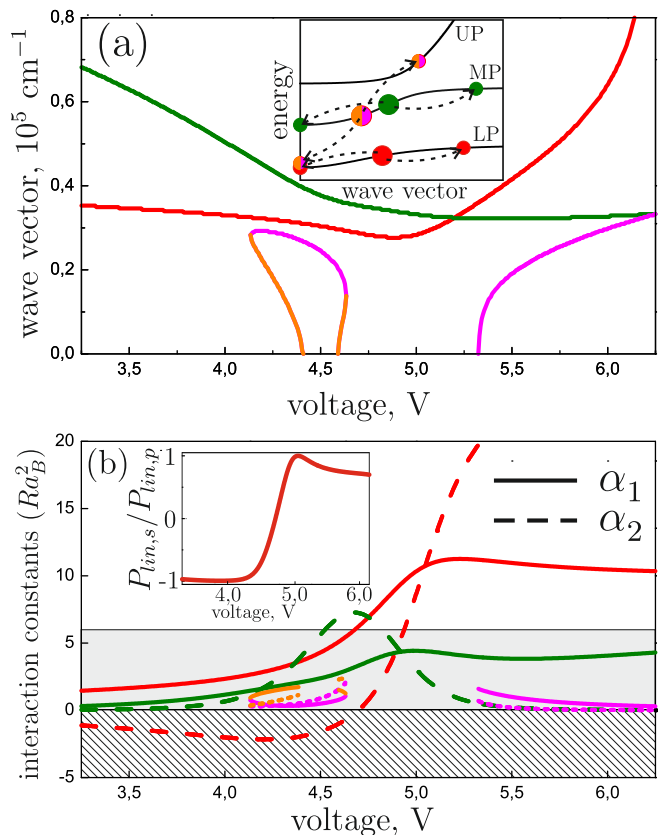 (a)
0,8
0,6
0,4
0,2
0,0
wave vector, 10⁵ cm⁻¹
3,5 4,0 4,5 5,0 5,5 6,0
voltage, V
UP
MP
LP
energy
wave vector
(b)
20
15
10
5
0
-5
interaction constants (Ra²_B)
α₁
α₂
P_lin,s/P_lin,p
1
0
-1
4,0 5,0 6,0
voltage, V
3,5 4,0 4,5 5,0 5,5 6,0
voltage, V